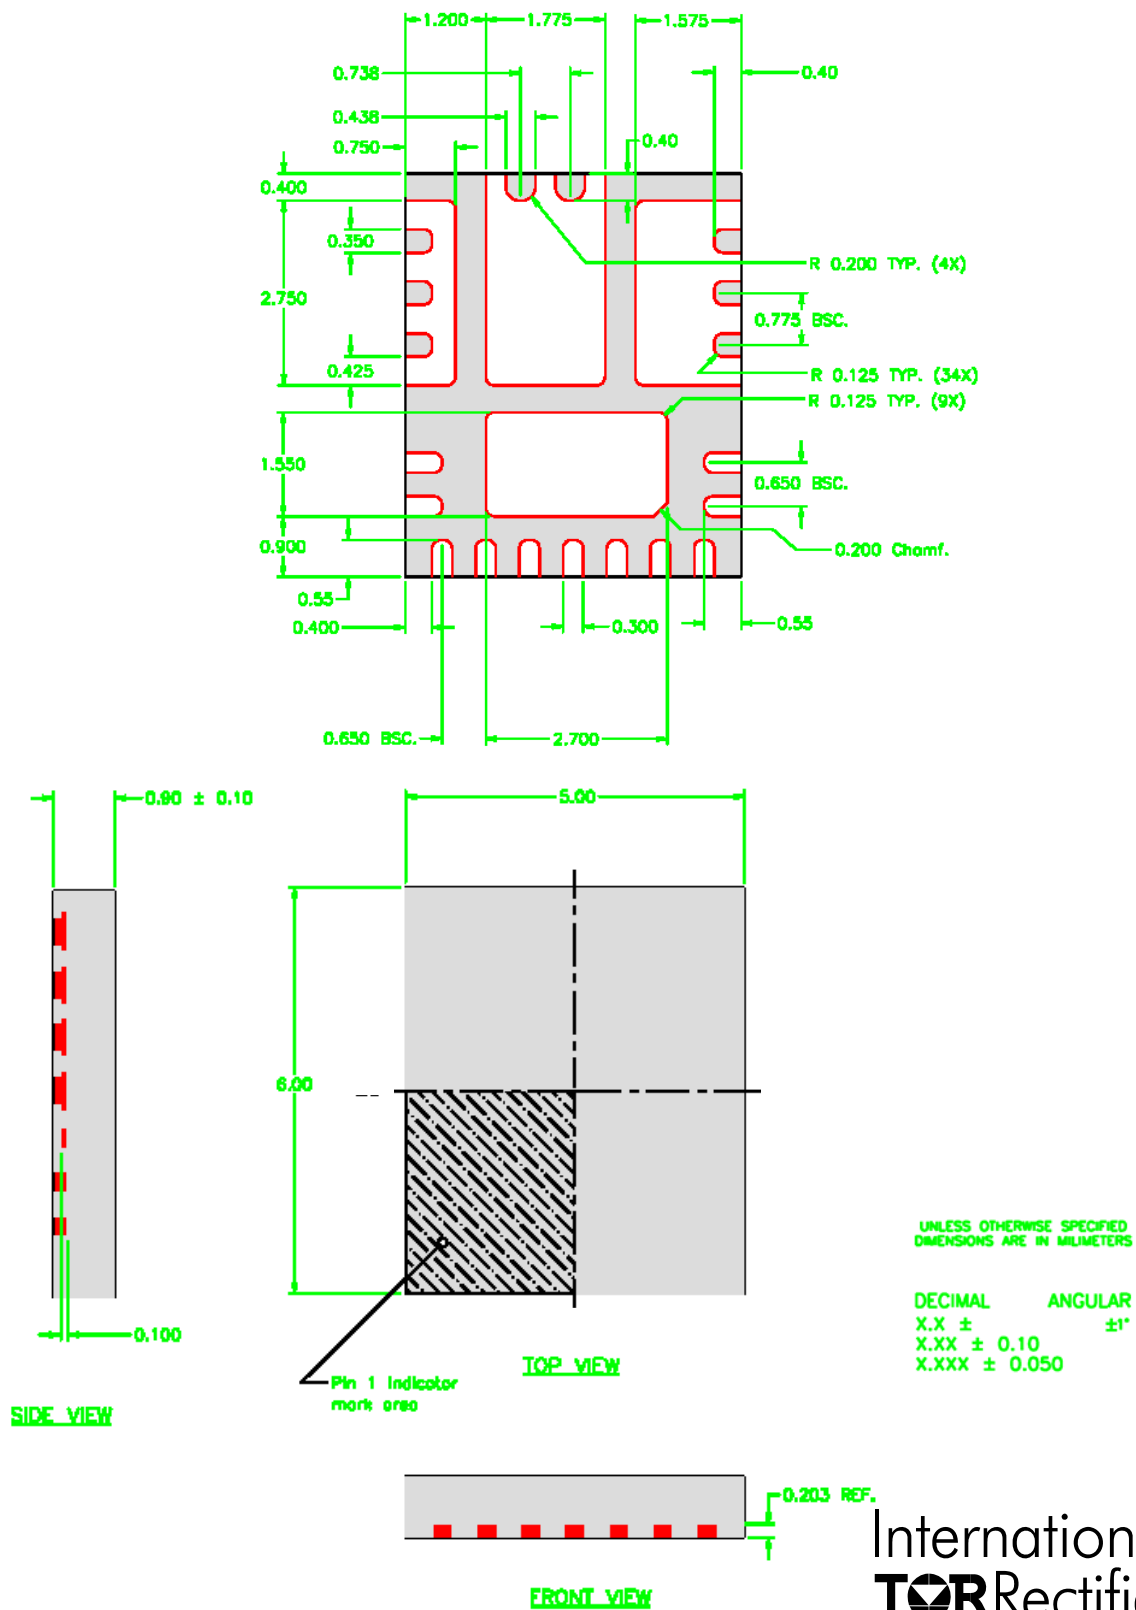 1.200 1.775 1.575
0.738 0.40
0.438
0.750 0.40
0.400
0.350
R 0.200 TYP. (4X)
2.750
0.775 BSC.
0.425 R 0.125 TYP. (34X)
R 0.125 TYP. (9X)
1.550
0.650 BSC.
0.900 0.200 Chamf.
0.55
0.400 0.300 0.55
0.650 BSC. 2.700
0.90 ± 0.10 5.00
6.00
UNLESS OTHERWISE SPECIFIED
DIMENSIONS ARE IN MILIMETERS
DECIMAL ANGULAR
X.X ± ±1°
X.XX ± 0.10
X.XXX ± 0.050
0.100
TOP VIEW
Pin 1 Indicator
mark area
SIDE VIEW
0.203 REF.
Internation
TOR Rectifi
FRONT VIEW